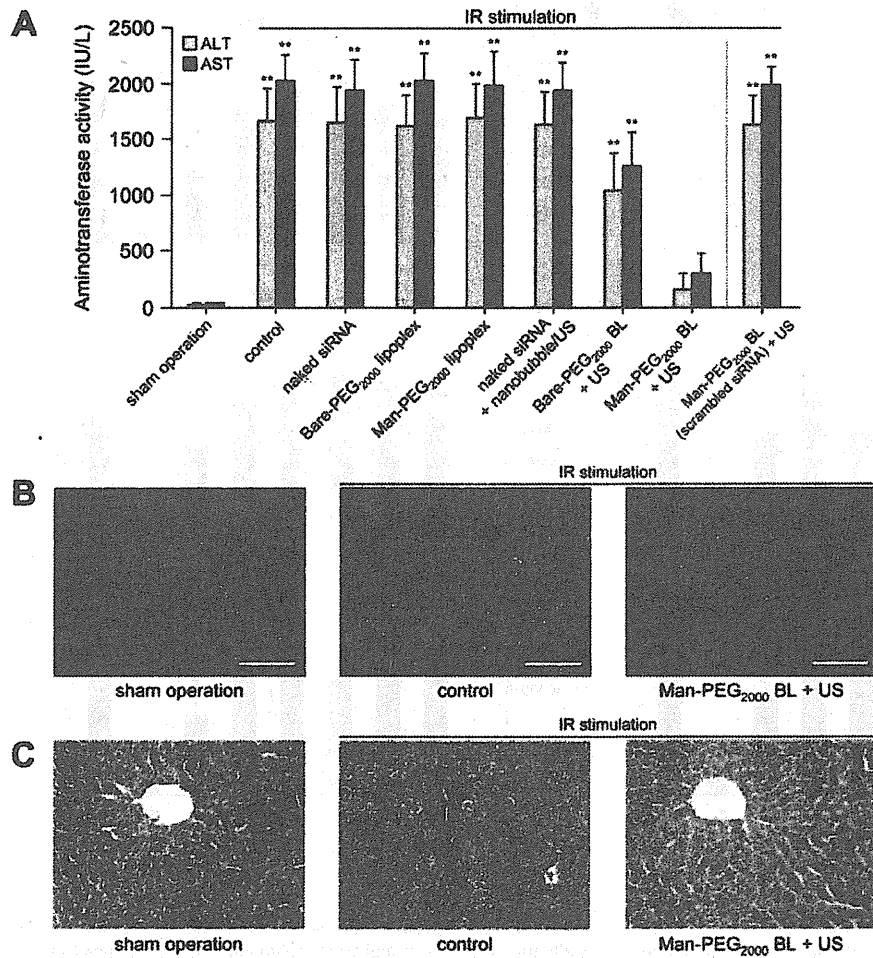 A
IR stimulation
Aminotransferase activity (IU/L)
2500
2000
1500
1000
500
0
ALT
AST
** ** ** ** ** ** ** ** ** ** ** ** ** ** **
sham operation
control
naked siRNA
Bare-PEG2000 lipoplex
Man-PEG2000 lipoplex
naked siRNA
+ nanobubble/US
Bare-PEG2000 BL
+ US
Man-PEG2000 BL
+ US
Man-PEG2000 BL
(scrambled siRNA) + US
B
IR stimulation
sham operation
control
Man-PEG2000 BL + US
C
IR stimulation
sham operation
control
Man-PEG2000 BL + US